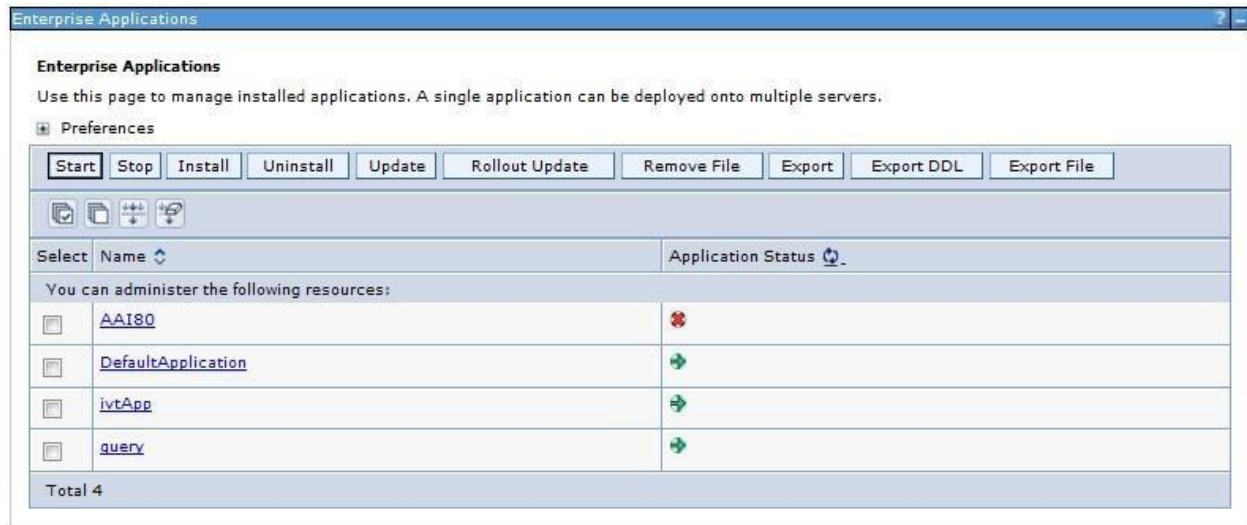 Enterprise Applications ? –
Enterprise Applications
Use this page to manage installed applications. A single application can be deployed onto multiple servers.
+ Preferences
Start Stop Install Uninstall Update Rollout Update Remove File Export Export DDL Export File
Select Name Application Status
You can administer the following resources:
AAI80
DefaultApplication
ivtApp
query
Total 4